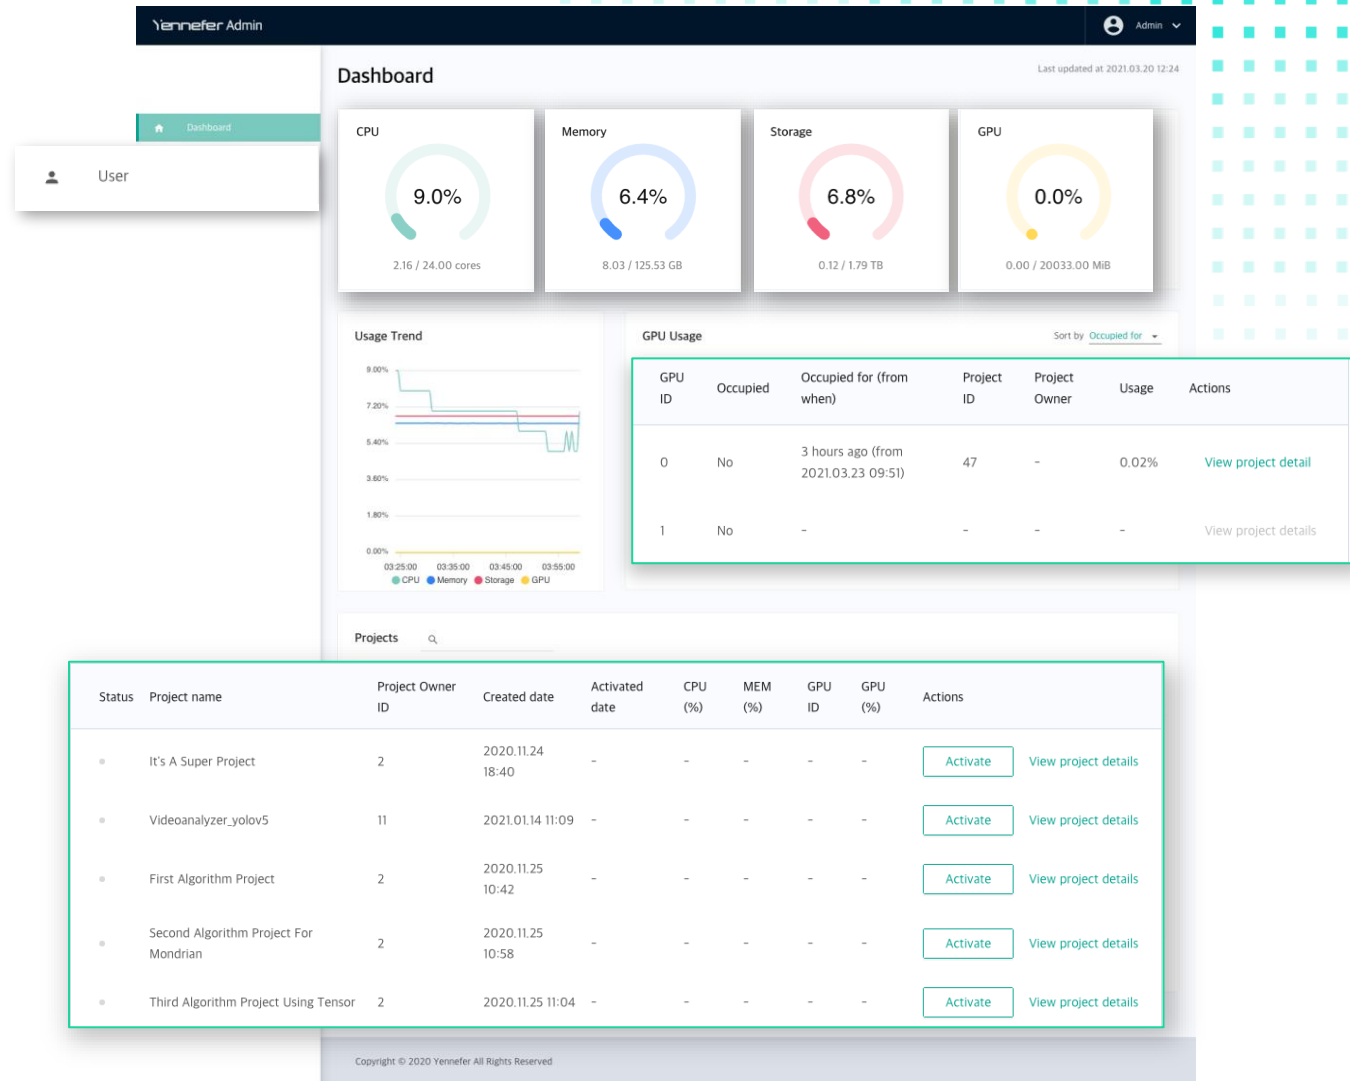 Yennefer Admin
Admin
Dashboard
Last updated at 2021.03.20 12:24
Dashboard
User
CPU
9.0%
2.16 / 24.00 cores
Memory
6.4%
8.03 / 125.53 GB
Storage
6.8%
0.12 / 1.79 TB
GPU
0.0%
0.00 / 20033.00 MiB
Usage Trend
9.00%
7.20%
5.40%
3.60%
1.80%
0.00%
03:25:00 03:35:00 03:45:00 03:55:00
CPU Memory Storage GPU
GPU Usage
Sort by Occupied for
GPU ID Occupied Occupied for (from when) Project ID Project Owner Usage Actions
0 No 3 hours ago (from 2021.03.23 09:51) 47 - 0.02% View project detail
1 No - - - - View project details
Projects
Status Project name Project Owner ID Created date Activated date CPU (%) MEM (%) GPU ID GPU (%) Actions
It's A Super Project 2 2020.11.24 18:40 - - - - - Activate View project details
Videoanalyzer_yolov5 11 2021.01.14 11:09 - - - - - Activate View project details
First Algorithm Project 2 2020.11.25 10:42 - - - - - Activate View project details
Second Algorithm Project For Mondrian 2 2020.11.25 10:58 - - - - - Activate View project details
Third Algorithm Project Using Tensor 2 2020.11.25 11:04 - - - - - Activate View project details
Copyright © 2020 Yennefer All Rights Reserved